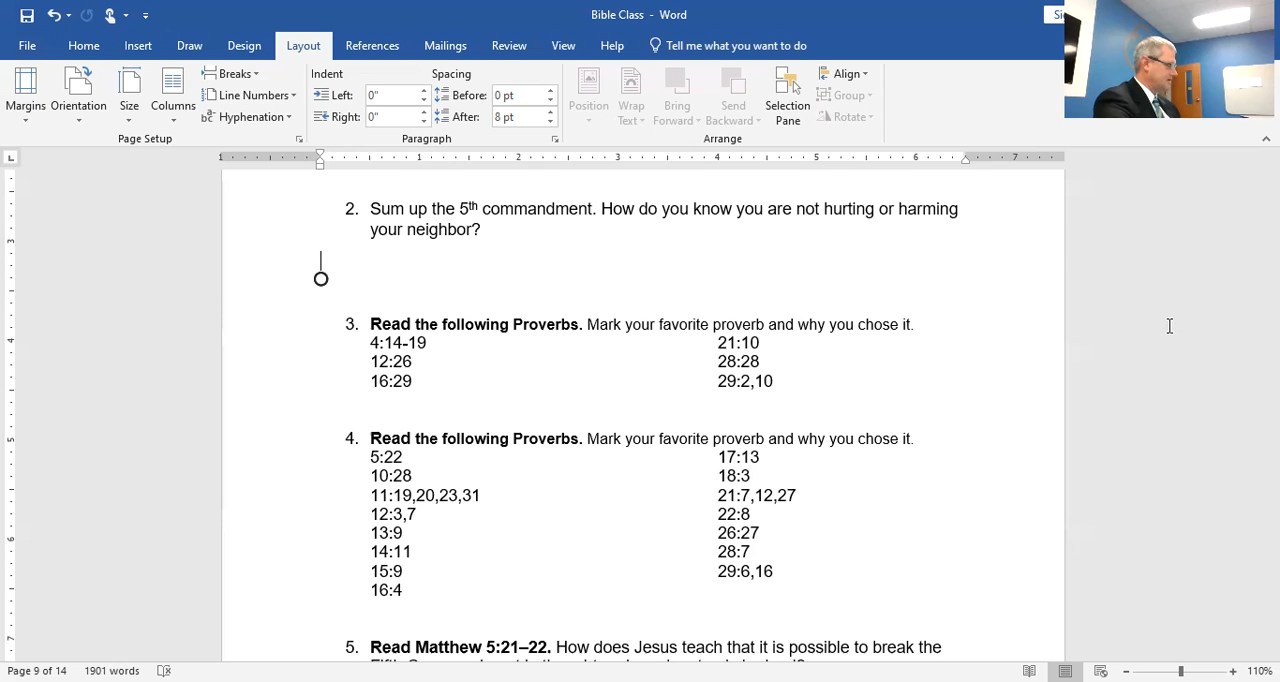 Bible Class - Word
Si
File Home Insert Draw Design Layout References Mailings Review View Help Tell me what you want to do
Margins Orientation Size Columns
Breaks
Line Numbers
Hyphenation
Page Setup
Indent
Left: 0"
Right: 0"
Spacing
Before: 0 pt
After: 8 pt
Paragraph
Position Wrap Text Bring Forward Send Backward Selection Pane
Align
Group
Rotate
Arrange
1 1 2 3 4 5 6 7
2. Sum up the 5th commandment. How do you know you are not hurting or harming
your neighbor?
3. Read the following Proverbs. Mark your favorite proverb and why you chose it.
4:14-19 21:10
12:26 28:28
16:29 29:2,10
4. Read the following Proverbs. Mark your favorite proverb and why you chose it.
5:22 17:13
10:28 18:3
11:19,20,23,31 21:7,12,27
12:3,7 22:8
13:9 26:27
14:11 28:7
15:9 29:6,16
16:4
5. Read Matthew 5:21–22. How does Jesus teach that it is possible to break the
Page 9 of 14 1901 words 110%